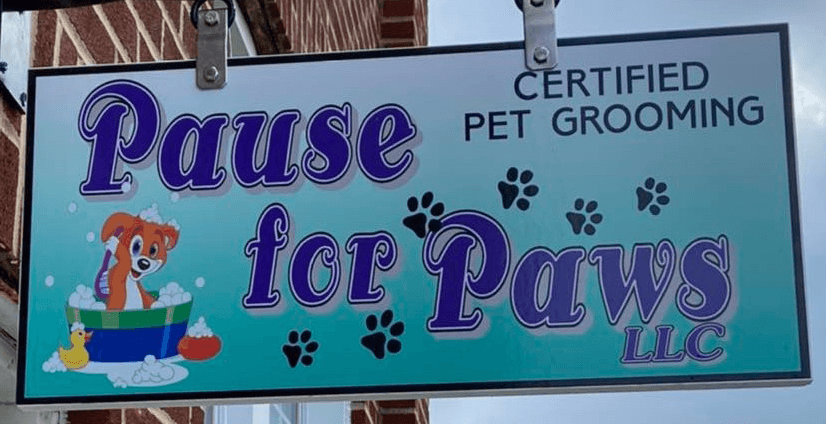 Pause
for Paws
LLC
CERTIFIED
PET GROOMING